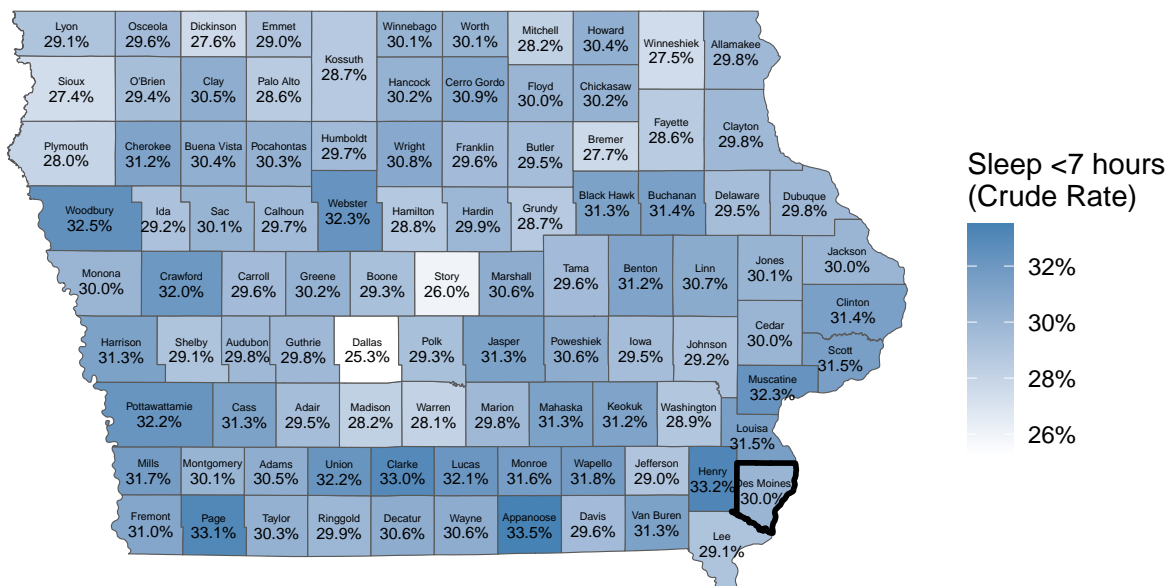 Lyon
29.1%
Osceola
29.6%
Dickinson
27.6%
Emmet
29.0%
Kossuth
28.7%
Winnebago
30.1%
Worth
30.1%
Mitchell
28.2%
Howard
30.4%
Winneshiek
27.5%
Allamakee
29.8%
Sioux
27.4%
O'Brien
29.4%
Clay
30.5%
Palo Alto
28.6%
Hancock
30.2%
Cerro Gordo
30.9%
Floyd
30.0%
Chickasaw
30.2%
Plymouth
28.0%
Cherokee
31.2%
Buena Vista
30.4%
Pocahontas
30.3%
Humboldt
29.7%
Wright
30.8%
Franklin
29.6%
Butler
29.5%
Bremer
27.7%
Fayette
28.6%
Clayton
29.8%
Woodbury
32.5%
Ida
29.2%
Sac
30.1%
Calhoun
29.7%
Webster
32.3%
Hamilton
28.8%
Hardin
29.9%
Grundy
28.7%
Black Hawk
31.3%
Buchanan
31.4%
Delaware
29.5%
Dubuque
29.8%
Monona
30.0%
Crawford
32.0%
Carroll
29.6%
Greene
30.2%
Boone
29.3%
Story
26.0%
Marshall
30.6%
Tama
29.6%
Benton
31.2%
Linn
30.7%
Jones
30.1%
Jackson
30.0%
Clinton
31.4%
Harrison
31.3%
Shelby
29.1%
Audubon
29.8%
Guthrie
29.8%
Dallas
25.3%
Polk
29.3%
Jasper
31.3%
Poweshiek
30.6%
Iowa
29.5%
Johnson
29.2%
Cedar
30.0%
Scott
31.5%
Muscatine
32.3%
Pottawattamie
32.2%
Cass
31.3%
Adair
29.5%
Madison
28.2%
Warren
28.1%
Marion
29.8%
Mahaska
31.3%
Keokuk
31.2%
Washington
28.9%
Louisa
31.5%
Mills
31.7%
Montgomery
30.1%
Adams
30.5%
Union
32.2%
Clarke
33.0%
Lucas
32.1%
Monroe
31.6%
Wapello
31.8%
Jefferson
29.0%
Henry
33.2%
Des Moines
30.0%
Fremont
31.0%
Page
33.1%
Taylor
30.3%
Ringgold
29.9%
Decatur
30.6%
Wayne
30.6%
Appanoose
33.5%
Davis
29.6%
Van Buren
31.3%
Lee
29.1%
Sleep <7 hours
(Crude Rate)
32%
30%
28%
26%